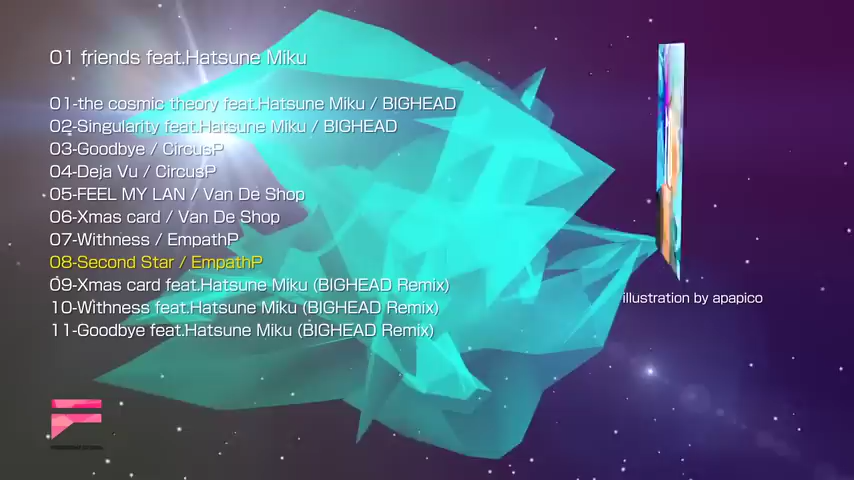 01 friends feat.Hatsune Miku
01-the cosmic theory feat.Hatsune Miku / BIGHEAD
02-Singularity feat.Hatsune Miku / BIGHEAD
03-Goodbye / CircusP
04-Deja Vu / CircusP
05-FEEL MY LAN / Van De Shop
06-Xmas card / Van De Shop
07-Withness / EmpathP
08-Second Star / EmpathP
09-Xmas card feat.Hatsune Miku (BIGHEAD Remix)
10-Withness feat.Hatsune Miku (BIGHEAD Remix)
11-Goodbye feat.Hatsune Miku (BIGHEAD Remix)
illustration by apapico